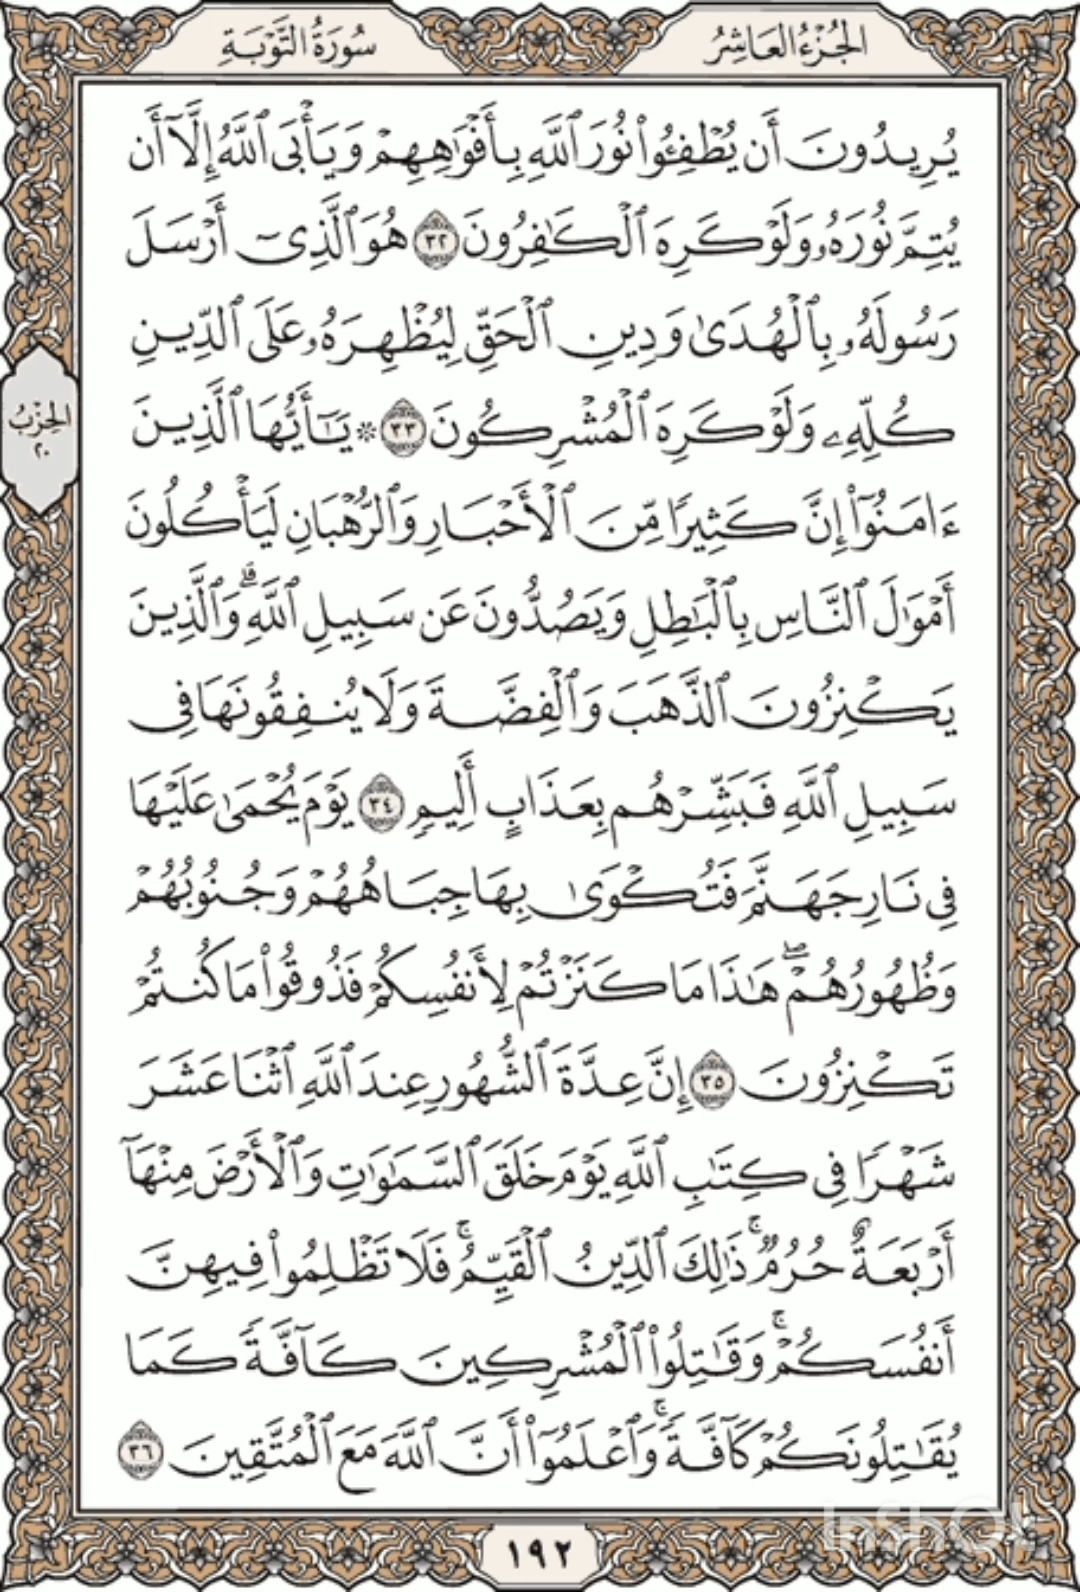 الجُزْءُ العَاشِرُ
سُورَةُ التَّوْبَةِ
يُرِيدُونَ أَن يُطْفِـُٔوا۟ نُورَ ٱللَّهِ بِأَفْوَٰهِهِمْ وَيَأْبَى ٱللَّهُ إِلَّآ أَن
يُتِمَّ نُورَهُۥ وَلَوْ كَرِهَ ٱلْكَـٰفِرُونَ ٣٢ هُوَ ٱلَّذِىٓ أَرْسَلَ
رَسُولَهُۥ بِٱلْهُدَىٰ وَدِينِ ٱلْحَقِّ لِيُظْهِرَهُۥ عَلَى ٱلدِّينِ
كُلِّهِۦ وَلَوْ كَرِهَ ٱلْمُشْرِكُونَ ٣٣ ۞ يَـٰٓأَيُّهَا ٱلَّذِينَ
الحِزْبُ
٢٠
ءَامَنُوٓا۟ إِنَّ كَثِيرًا مِّنَ ٱلْأَحْبَارِ وَٱلرُّهْبَانِ لَيَأْكُلُونَ
أَمْوَٰلَ ٱلنَّاسِ بِٱلْبَـٰطِلِ وَيَصُدُّونَ عَن سَبِيلِ ٱللَّهِ ۗ وَٱلَّذِينَ
يَكْنِزُونَ ٱلذَّهَبَ وَٱلْفِضَّةَ وَلَا يُنفِقُونَهَا فِى
سَبِيلِ ٱللَّهِ فَبَشِّرْهُم بِعَذَابٍ أَلِيمٍ ٣٤ يَوْمَ يُحْمَىٰ عَلَيْهَا
فِى نَارِ جَهَنَّمَ فَتُكْوَىٰ بِهَا جِبَاهُهُمْ وَجُنُوبُهُمْ
وَظُهُورُهُمْ ۖ هَـٰذَا مَا كَنَزْتُمْ لِأَنفُسِكُمْ فَذُوقُوا۟ مَا كُنتُمْ
تَكْنِزُونَ ٣٥ إِنَّ عِدَّةَ ٱلشُّهُورِ عِندَ ٱللَّهِ ٱثْنَا عَشَرَ
شَهْرًا فِى كِتَـٰبِ ٱللَّهِ يَوْمَ خَلَقَ ٱلسَّمَـٰوَٰتِ وَٱلْأَرْضَ مِنْهَآ
أَرْبَعَةٌ حُرُمٌ ۚ ذَٰلِكَ ٱلدِّينُ ٱلْقَيِّمُ ۚ فَلَا تَظْلِمُوا۟ فِيهِنَّ
أَنفُسَكُمْ ۚ وَقَـٰتِلُوا۟ ٱلْمُشْرِكِينَ كَآفَّةً كَمَا
يُقَـٰتِلُونَكُمْ كَآفَّةً ۚ وَٱعْلَمُوٓا۟ أَنَّ ٱللَّهَ مَعَ ٱلْمُتَّقِينَ ٣٦
InShOt
١٩٢